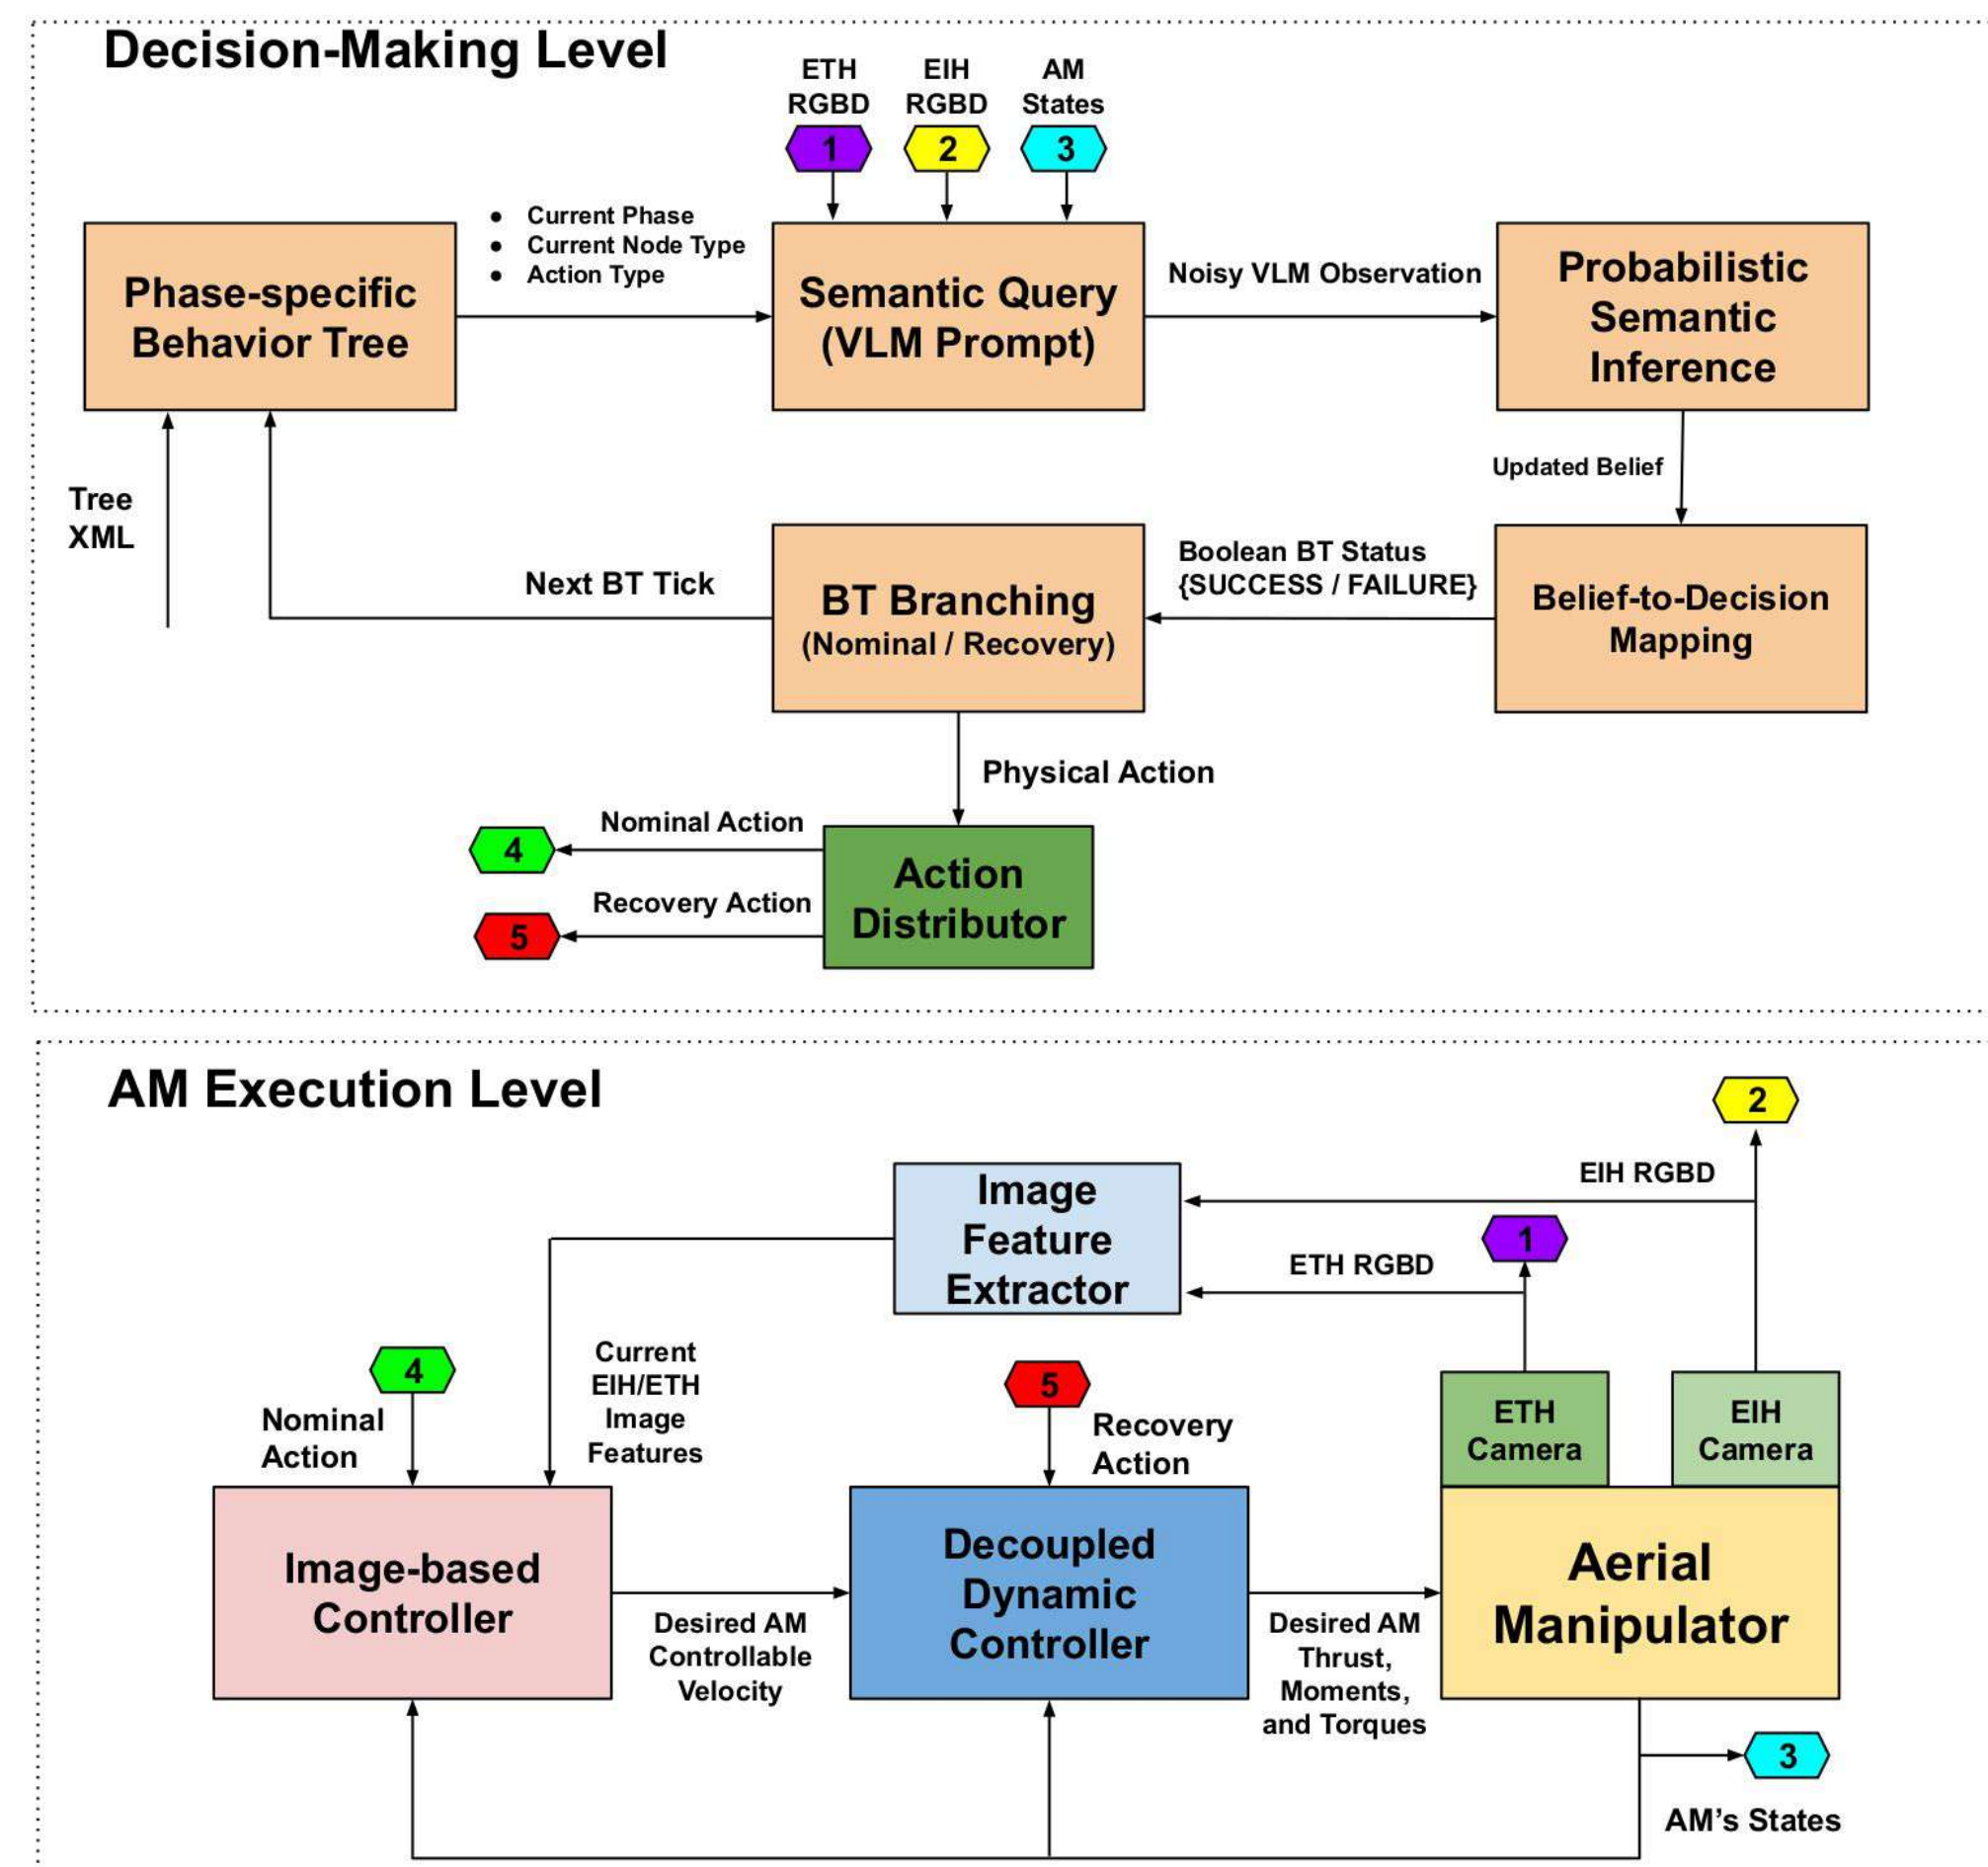 Decision-Making Level
ETH
RGBD
EIH
RGBD
AM
States
1
2
3
Phase-specific
Behavior Tree
● Current Phase
● Current Node Type
● Action Type
Semantic Query
(VLM Prompt)
Noisy VLM Observation
Probabilistic
Semantic
Inference
Updated Belief
Tree
XML
Next BT Tick
BT Branching
(Nominal / Recovery)
Boolean BT Status
{SUCCESS / FAILURE}
Belief-to-Decision
Mapping
Physical Action
Nominal Action
4
Recovery Action
5
Action
Distributor
AM Execution Level
2
EIH RGBD
Image
Feature
Extractor
1
ETH RGBD
4
Nominal
Action
Current
EIH/ETH
Image
Features
5
Recovery
Action
ETH
Camera
EIH
Camera
Image-based
Controller
Desired AM
Controllable
Velocity
Decoupled
Dynamic
Controller
Desired AM
Thrust,
Moments,
and Torques
Aerial
Manipulator
3
AM’s States